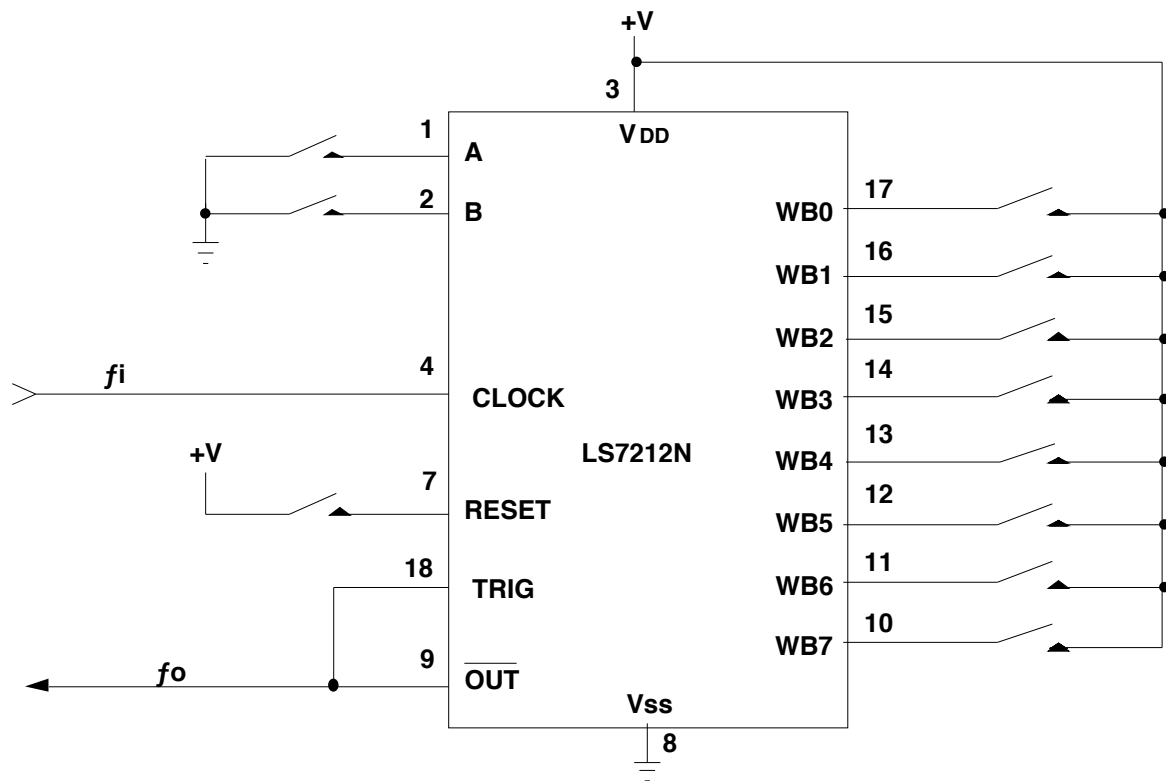 +V
3
VDD
1
A
2
B
17
WB0
16
WB1
15
WB2
14
WB3
13
WB4
12
WB5
11
WB6
10
WB7
ƒi
4
CLOCK
LS7212N
+V
7
RESET
18
TRIG
ƒo
9
OUT
Vss
8